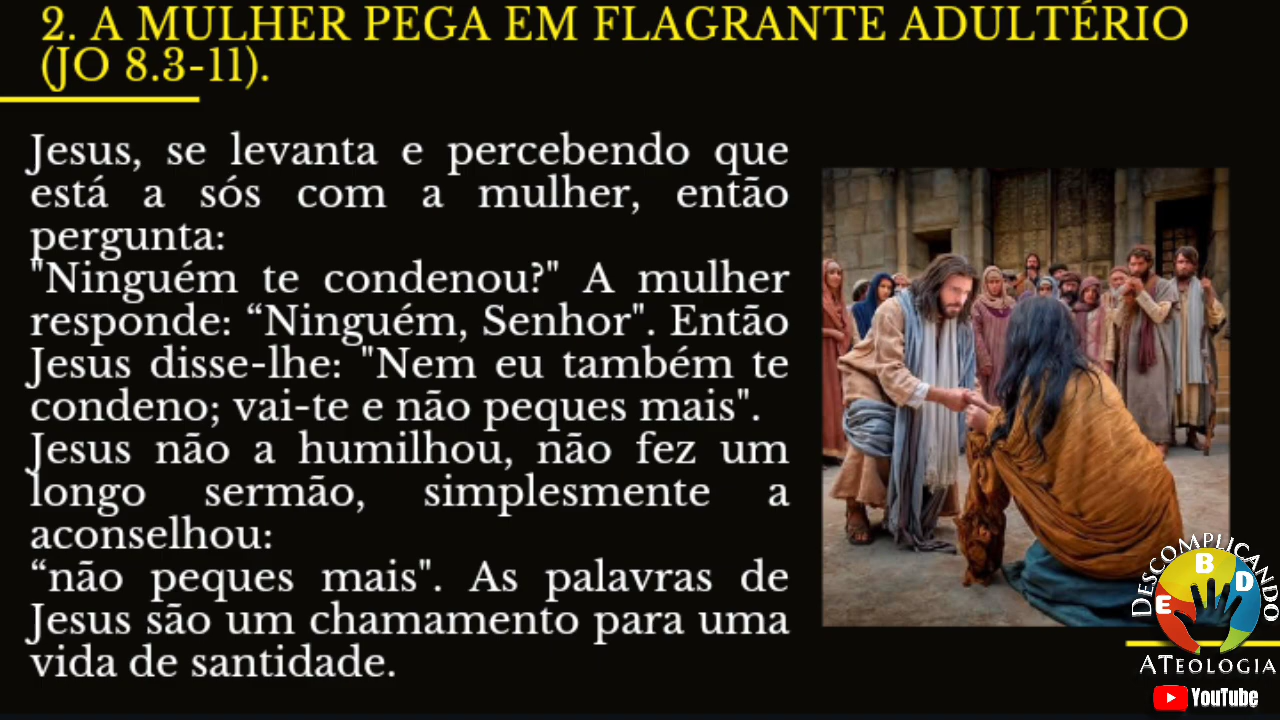 2. A MULHER PEGA EM FLAGRANTE ADULTÉRIO
(JO 8.3-11).
Jesus, se levanta e percebendo que
está a sós com a mulher, então
pergunta:
"Ninguém te condenou?" A mulher
responde: “Ninguém, Senhor". Então
Jesus disse-lhe: "Nem eu também te
condeno; vai-te e não peques mais".
Jesus não a humilhou, não fez um
longo sermão, simplesmente a
aconselhou:
“não peques mais". As palavras de
Jesus são um chamamento para uma
vida de santidade.
DESCOMPLICANDO
EBD
ATEOLOGIA
YouTube